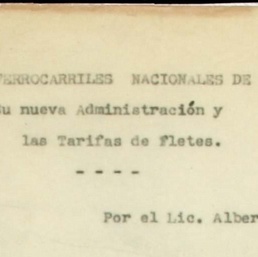 FERROCARRILES NACIONALES DE
Su nueva Administración y
las Tarifas de Fletes.
- - - -
Por el Lic. Alber